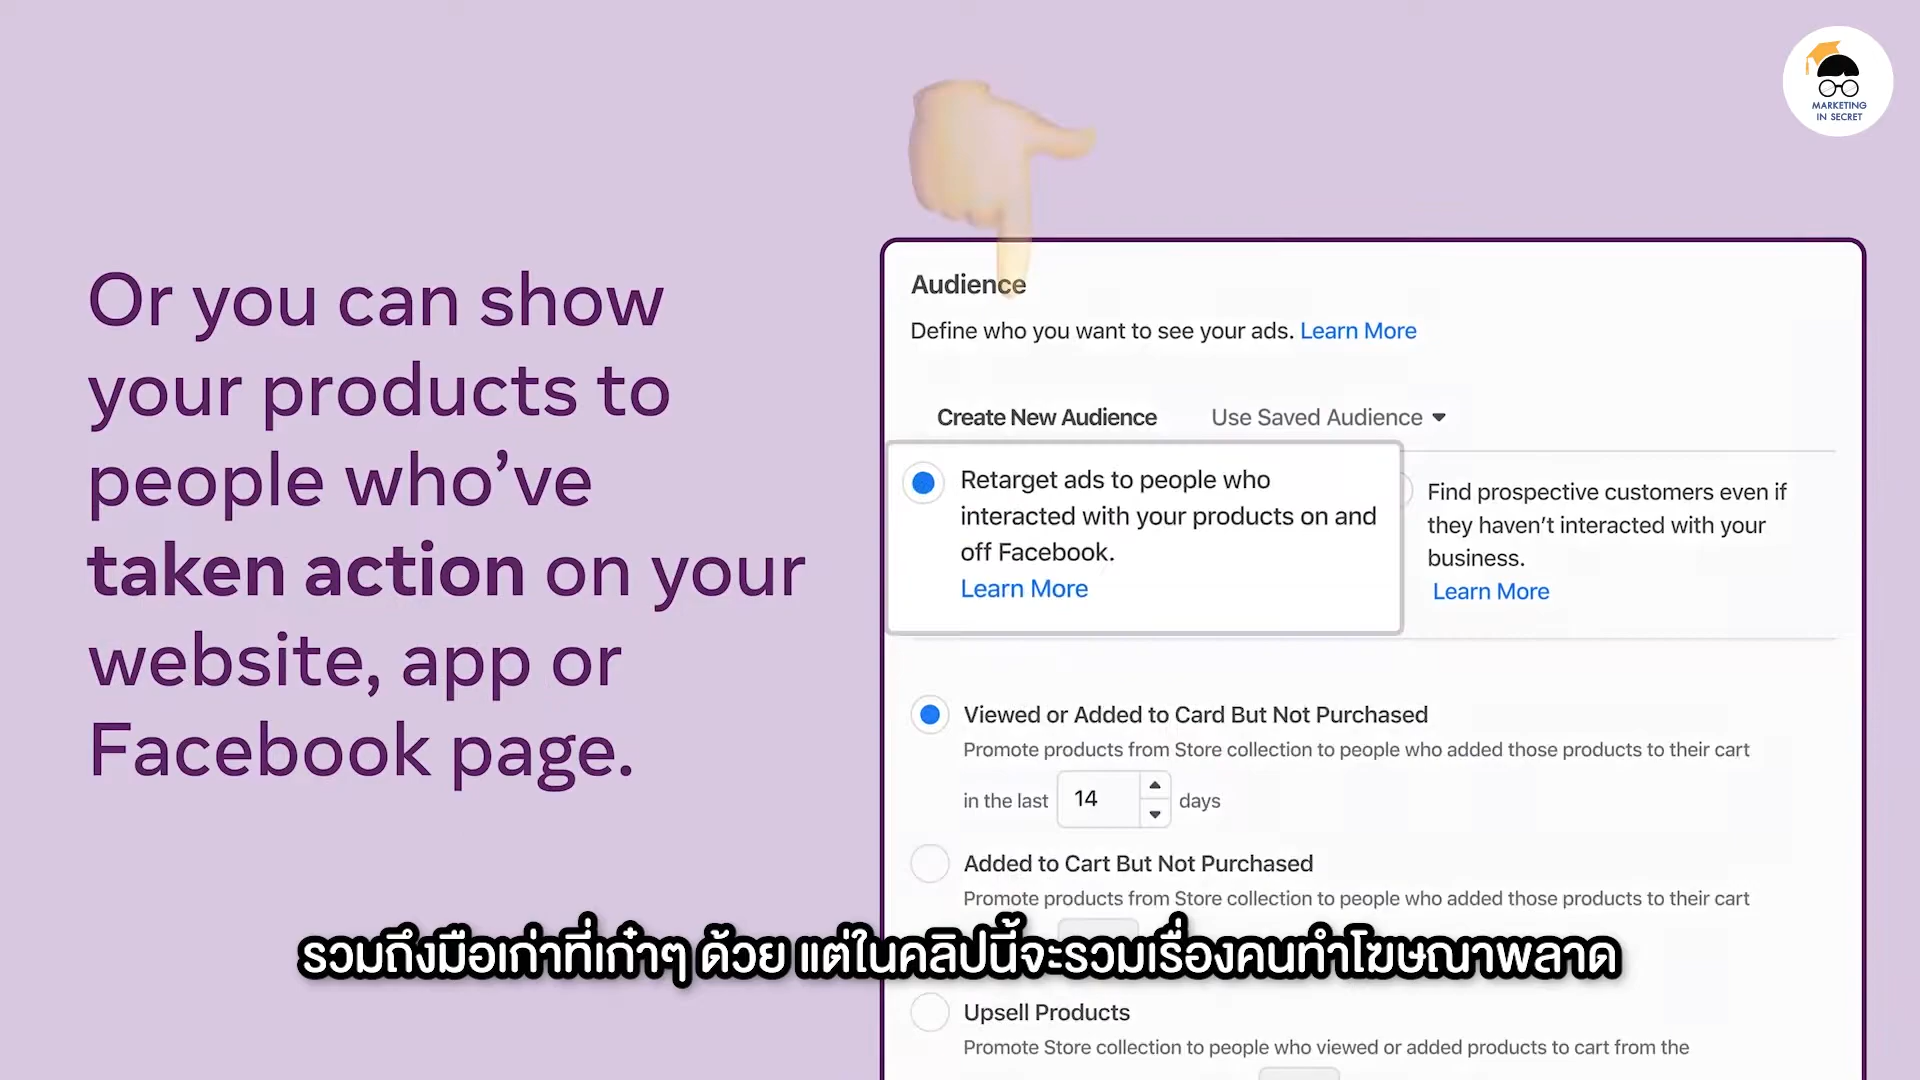 MARKETING
IN SECRET
Or you can show
your products to
people who’ve
taken action on your
website, app or
Facebook page.
Audience
Define who you want to see your ads. Learn More
Create New Audience Use Saved Audience
Retarget ads to people who
interacted with your products on and
off Facebook.
Learn More
Find prospective customers even if
they haven’t interacted with your
business.
Learn More
Viewed or Added to Card But Not Purchased
Promote products from Store collection to people who added those products to their cart
in the last 14 days
Added to Cart But Not Purchased
Promote products from Store collection to people who added those products to their cart
รวมถึงมือเก่าที่เก๋าๆ ด้วย แต่ในคลิปนี้จะรวมเรื่องคนทำโฆษณาพลาด
Upsell Products
Promote Store collection to people who viewed or added products to cart from the